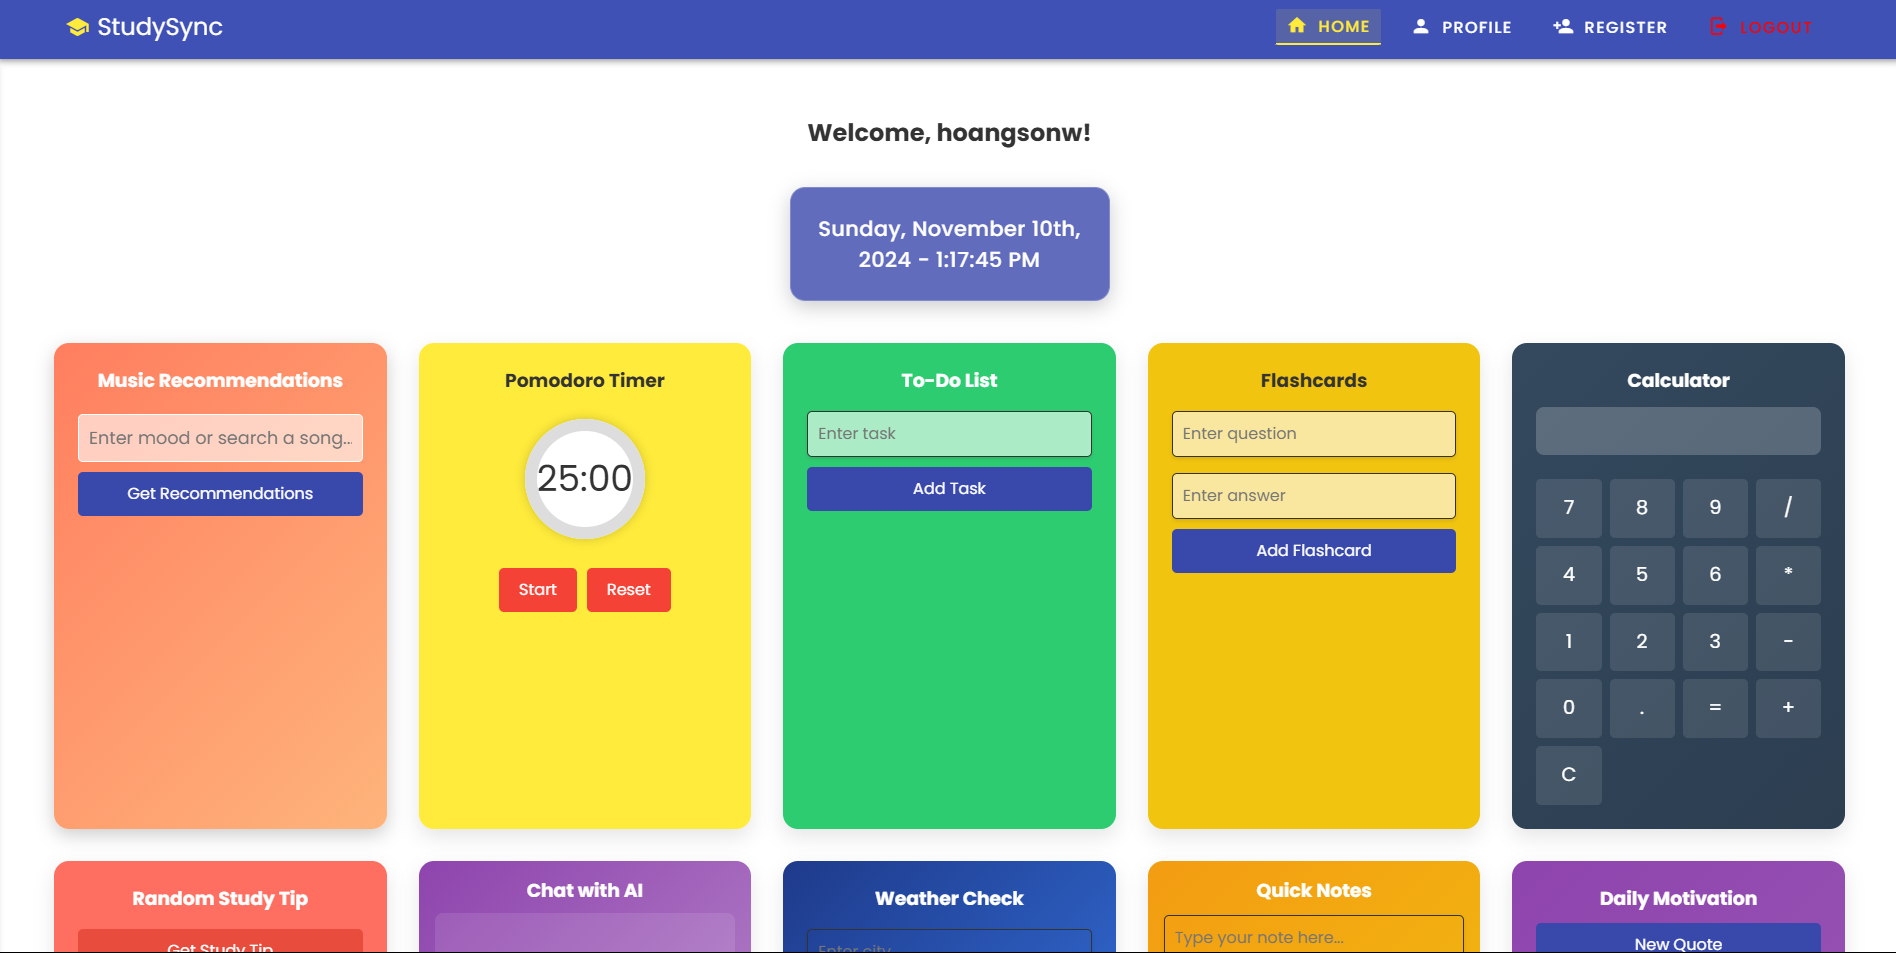 StudySync
HOME
PROFILE
REGISTER
LOGOUT
Welcome, hoangsonw!
Sunday, November 10th,
2024 - 1:17:45 PM
Music Recommendations
Enter mood or search a song...
Get Recommendations
Pomodoro Timer
25:00
Start
Reset
To-Do List
Enter task
Add Task
Flashcards
Enter question
Enter answer
Add Flashcard
Calculator
7 8 9 /
4 5 6 *
1 2 3 -
0 . = +
C
Random Study Tip
Get Study Tip
Chat with AI
Weather Check
Enter city
Quick Notes
Type your note here...
Daily Motivation
New Quote